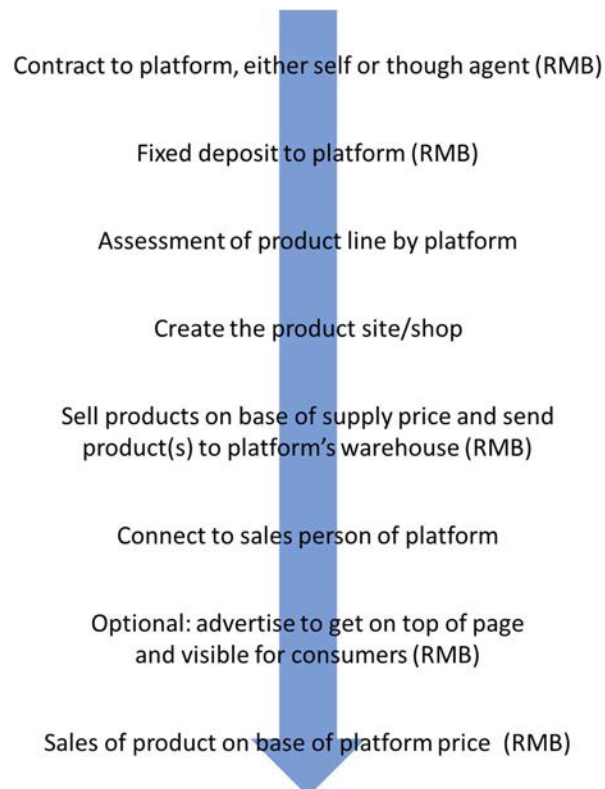 Contract to platform, either self or though agent (RMB)
Fixed deposit to platform (RMB)
Assessment of product line by platform
Create the product site/shop
Sell products on base of supply price and send
product(s) to platform’s warehouse (RMB)
Connect to sales person of platform
Optional: advertise to get on top of page
and visible for consumers (RMB)
Sales of product on base of platform price (RMB)